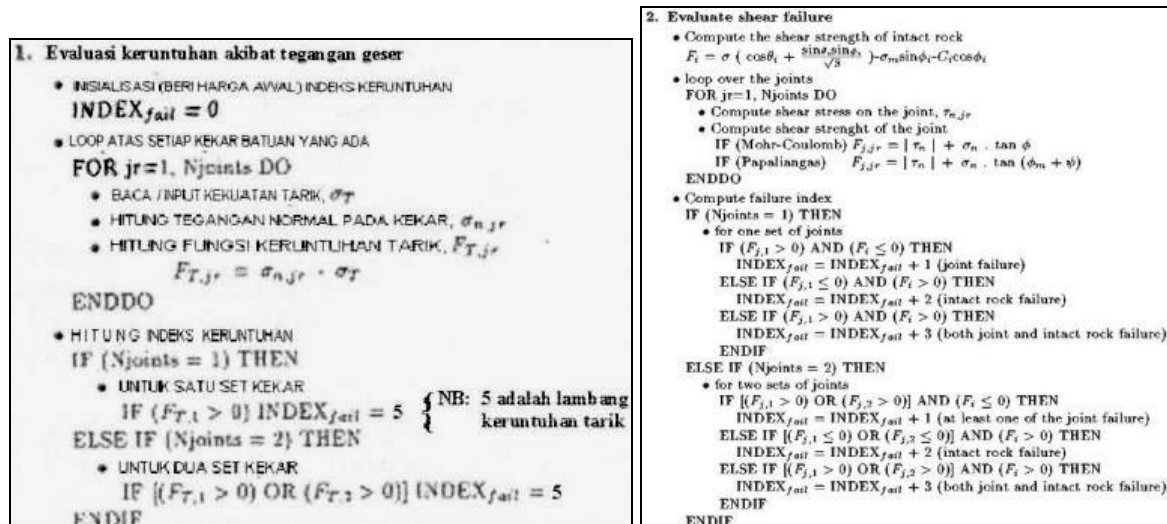 1. Evaluasi keruntuhan akibat tegangan geser
• INISIALISASI (BERI HARGA AWAL) INDEKS KERUNTUHAN
INDEX_fail = 0
• LOOP ATAS SETIAP KEKAR BATUAN YANG ADA
FOR jr=1, Njoints DO
• BACA / INPUT KEKUATAN TARIK, σ_T
• HITUNG TEGANGAN NORMAL PADA KEKAR, σ_n,jr
• HITUNG FUNGSI KERUNTUHAN TARIK, F_T,jr
F_T,jr = σ_n,jr - σ_T
ENDDO
• HITUNG INDEKS KERUNTUHAN
IF (Njoints = 1) THEN
• UNTUK SATU SET KEKAR
IF (F_T,1 > 0) INDEX_fail = 5 { NB: 5 adalah lambang
keruntuhan tarik
ELSE IF (Njoints = 2) THEN
• UNTUK DUA SET KEKAR
IF [(F_T,1 > 0) OR (F_T,2 > 0)] INDEX_fail = 5
ENDIF
2. Evaluate shear failure
• Compute the shear strength of intact rock
F_i = σ ( cosθ_i + sinθ_i sinφ_i / √3 )-σ_m sinφ_i-C_i cosφ_i
• loop over the joints
FOR jr=1, Njoints DO
• Compute shear stress on the joint, τ_n,jr
• Compute shear strenght of the joint
IF (Mohr-Coulomb) F_j,jr = | τ_n | + σ_n . tan φ
IF (Papaliangas) F_j,jr = | τ_n | + σ_n . tan (φ_m + ψ)
ENDDO
• Compute failure index
IF (Njoints = 1) THEN
• for one set of joints
IF (F_j,1 > 0) AND (F_i ≤ 0) THEN
INDEX_fail = INDEX_fail + 1 (joint failure)
ELSE IF (F_j,1 ≤ 0) AND (F_i > 0) THEN
INDEX_fail = INDEX_fail + 2 (intact rock failure)
ELSE IF (F_j,1 > 0) AND (F_i > 0) THEN
INDEX_fail = INDEX_fail + 3 (both joint and intact rock failure)
ENDIF
ELSE IF (Njoints = 2) THEN
• for two sets of joints
IF [(F_j,1 > 0) OR (F_j,2 > 0)] AND (F_i ≤ 0) THEN
INDEX_fail = INDEX_fail + 1 (at least one of the joint failure)
ELSE IF [(F_j,1 ≤ 0) OR (F_j,2 ≤ 0)] AND (F_i > 0) THEN
INDEX_fail = INDEX_fail + 2 (intact rock failure)
ELSE IF [(F_j,1 > 0) OR (F_j,2 > 0)] AND (F_i > 0) THEN
INDEX_fail = INDEX_fail + 3 (both joint and intact rock failure)
ENDIF
ENDIF